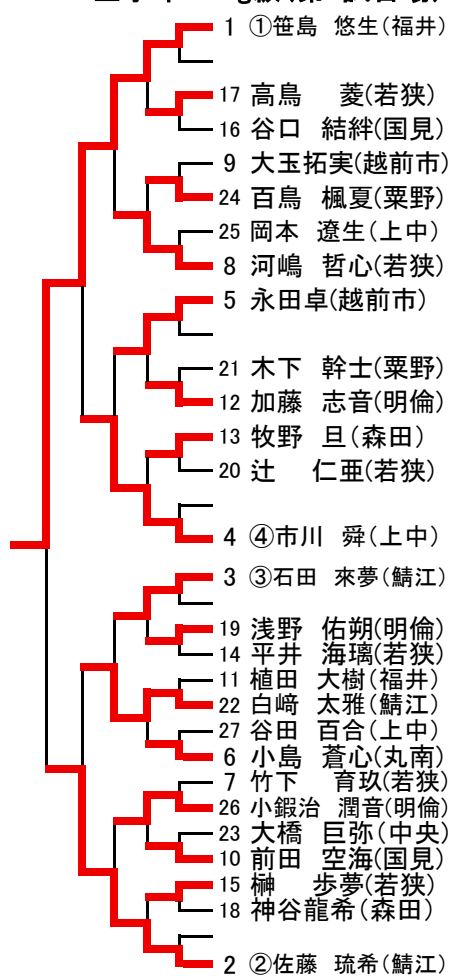 1 ①笹島 悠生(福井)
17 高鳥 菱(若狭)
16 谷口 結絆(国見)
9 大玉拓実(越前市)
24 百鳥 楓夏(粟野)
25 岡本 遼生(上中)
8 河嶋 哲心(若狭)
5 永田卓(越前市)
21 木下 幹士(粟野)
12 加藤 志音(明倫)
13 牧野 旦(森田)
20 辻 仁亜(若狭)
4 ④市川 舜(上中)
3 ③石田 來夢(鯖江)
19 浅野 佑朔(明倫)
14 平井 海璃(若狭)
11 植田 大樹(福井)
22 白﨑 太雅(鯖江)
27 谷田 百合(上中)
6 小島 蒼心(丸南)
7 竹下 育玖(若狭)
26 小鍜治 潤音(明倫)
23 大橋 巨弥(中央)
10 前田 空海(国見)
15 榊 歩夢(若狭)
18 神谷龍希(森田)
2 ②佐藤 琉希(鯖江)